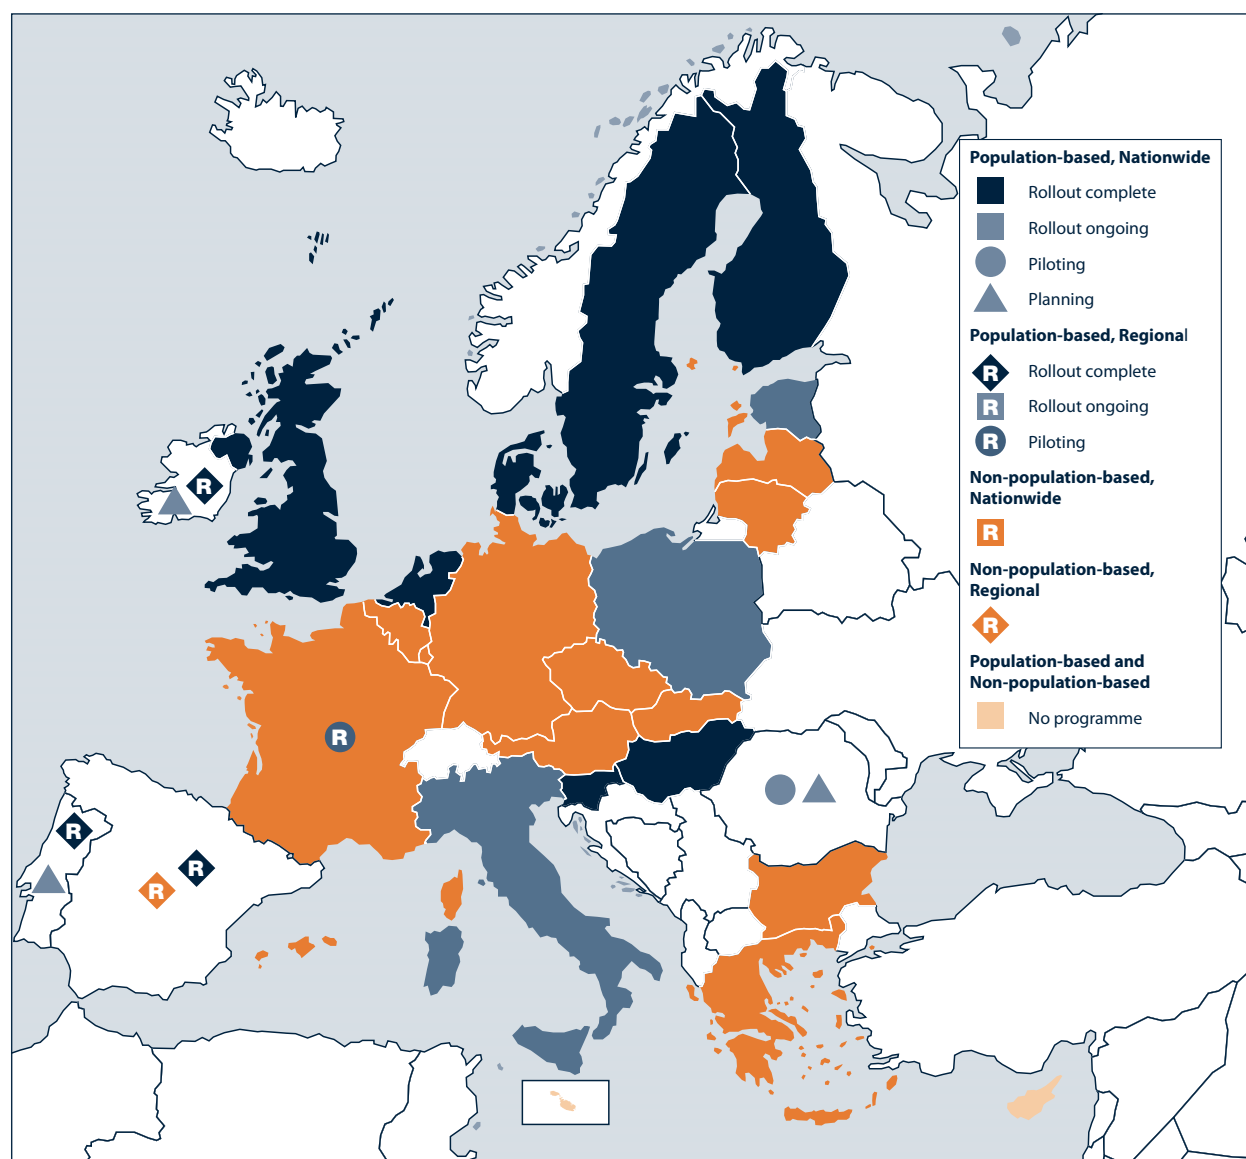 Population-based, Nationwide
Rollout complete
Rollout ongoing
Piloting
Planning
Population-based, Regional
R Rollout complete
R Rollout ongoing
R Piloting
Non-population-based,
Nationwide
R
Non-population-based,
Regional
R
Population-based and
Non-population-based
No programme
R
R
R
R
R